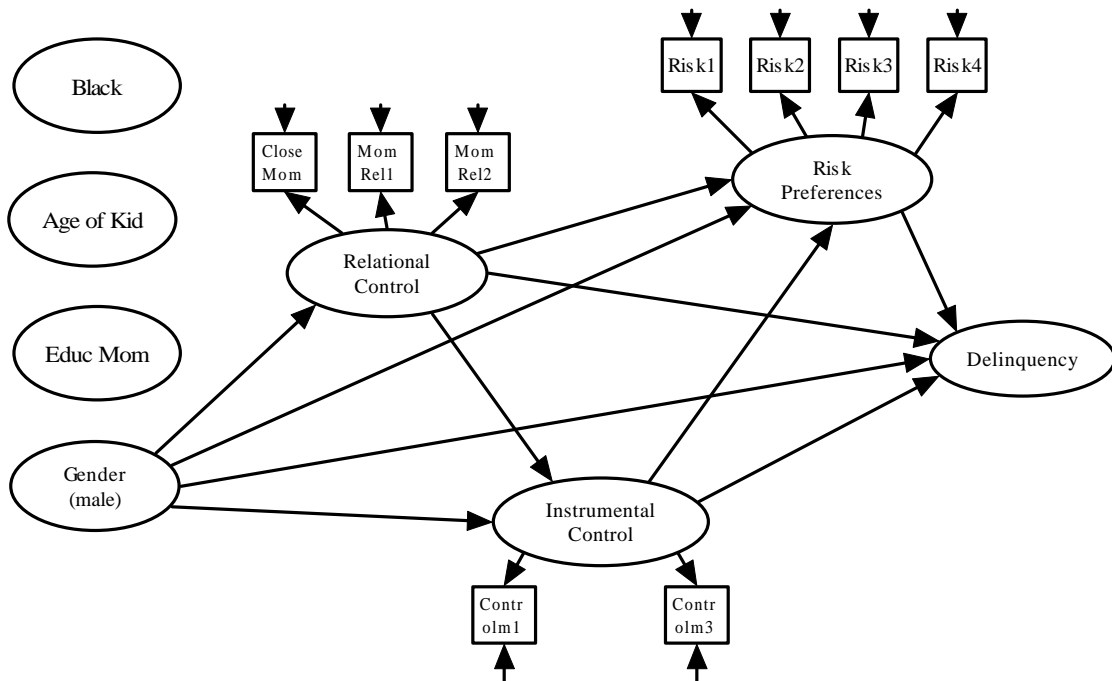 Risk1
Risk2
Risk3
Risk4
Black
Close
Mom
Mom
Rel1
Mom
Rel2
Risk
Preferences
Age of Kid
Relational
Control
Educ Mom
Delinquency
Gender
(male)
Instrumental
Control
Contr
olm1
Contr
olm3